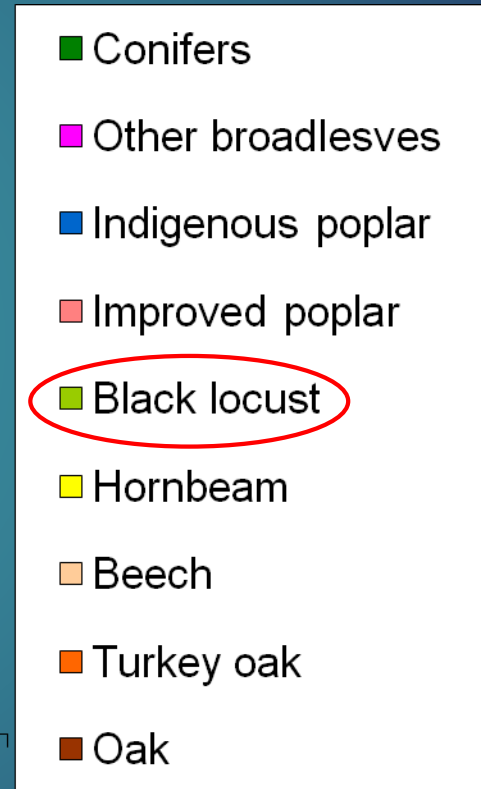 Conifers
Other broadlesves
Indigenous poplar
Improved poplar
Black locust
Hornbeam
Beech
Turkey oak
Oak